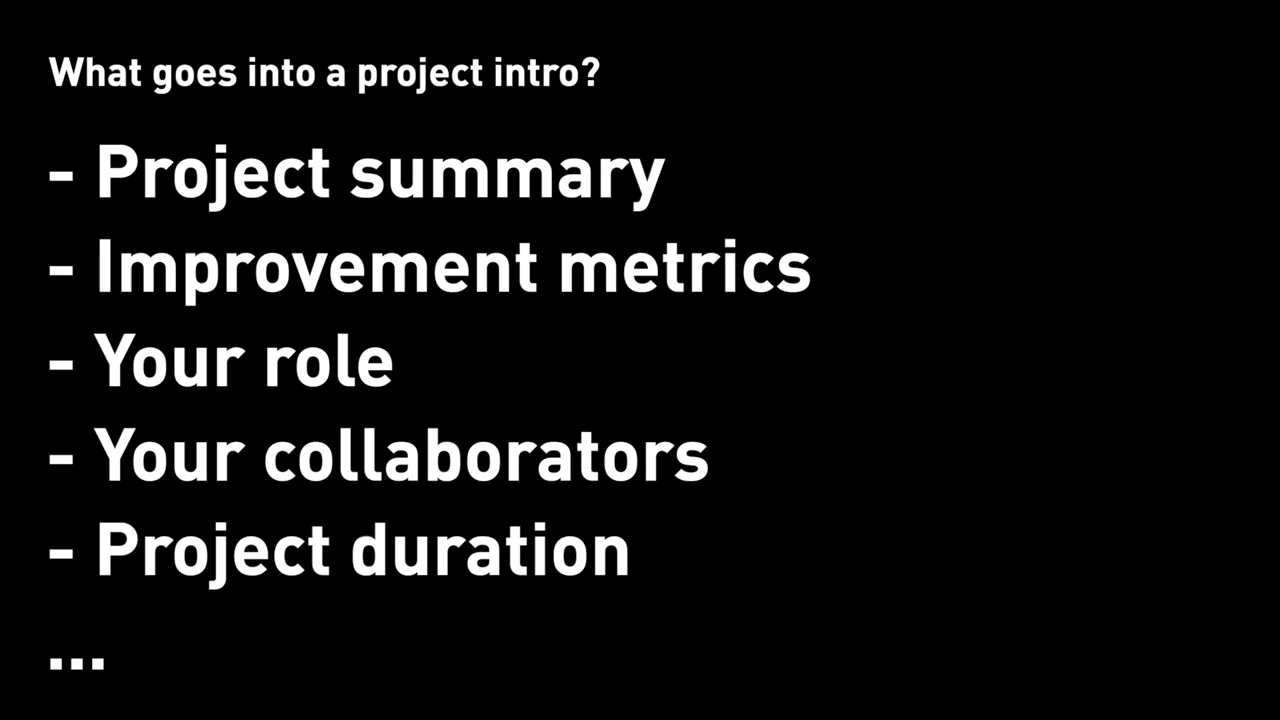 What goes into a project intro?
- Project summary
- Improvement metrics
- Your role
- Your collaborators
- Project duration
...